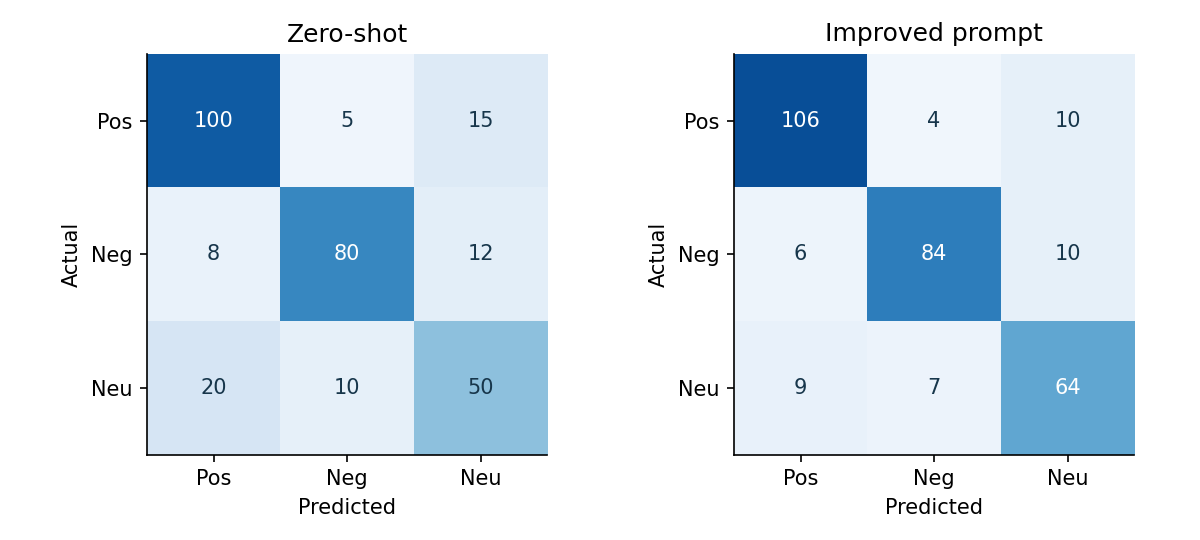 Zero-shot
Pos 100 5 15
Neg 8 80 12
Neu 20 10 50
Actual
Pos Neg Neu
Predicted
Improved prompt
Pos 106 4 10
Neg 6 84 10
Neu 9 7 64
Actual
Pos Neg Neu
Predicted